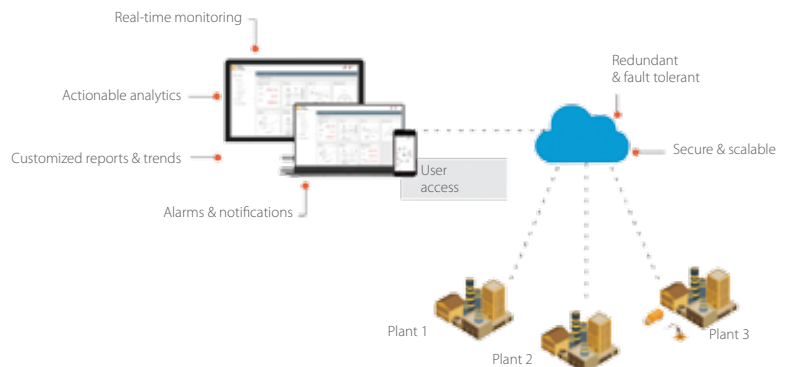 Real-time monitoring
Actionable analytics
Customized reports & trends
Alarms & notifications
User
access
Redundant
& fault tolerant
Secure & scalable
Plant 1
Plant 2
Plant 3